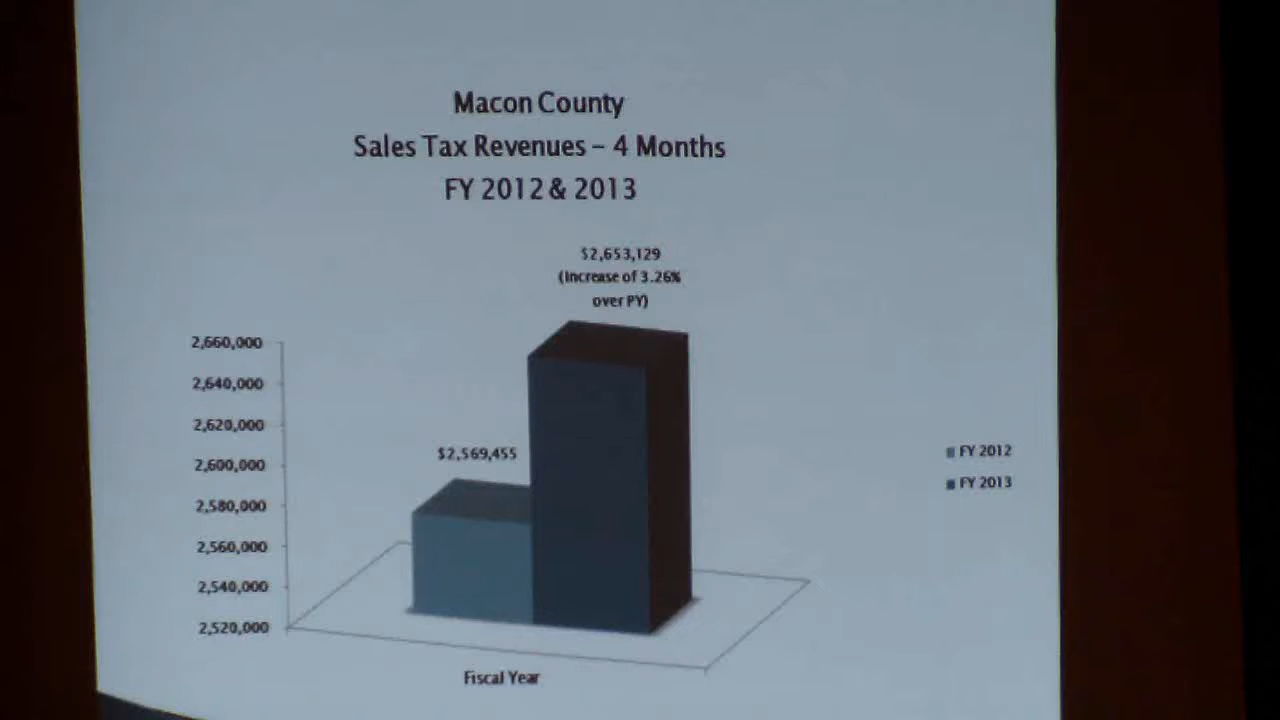 Macon County
Sales Tax Revenues – 4 Months
FY 2012 & 2013
$2,653,129
(Increase of 3.26%
over PY)
2,660,000
2,640,000
2,620,000
2,600,000
2,580,000
2,560,000
2,540,000
2,520,000
$2,569,455
FY 2012
FY 2013
Fiscal Year